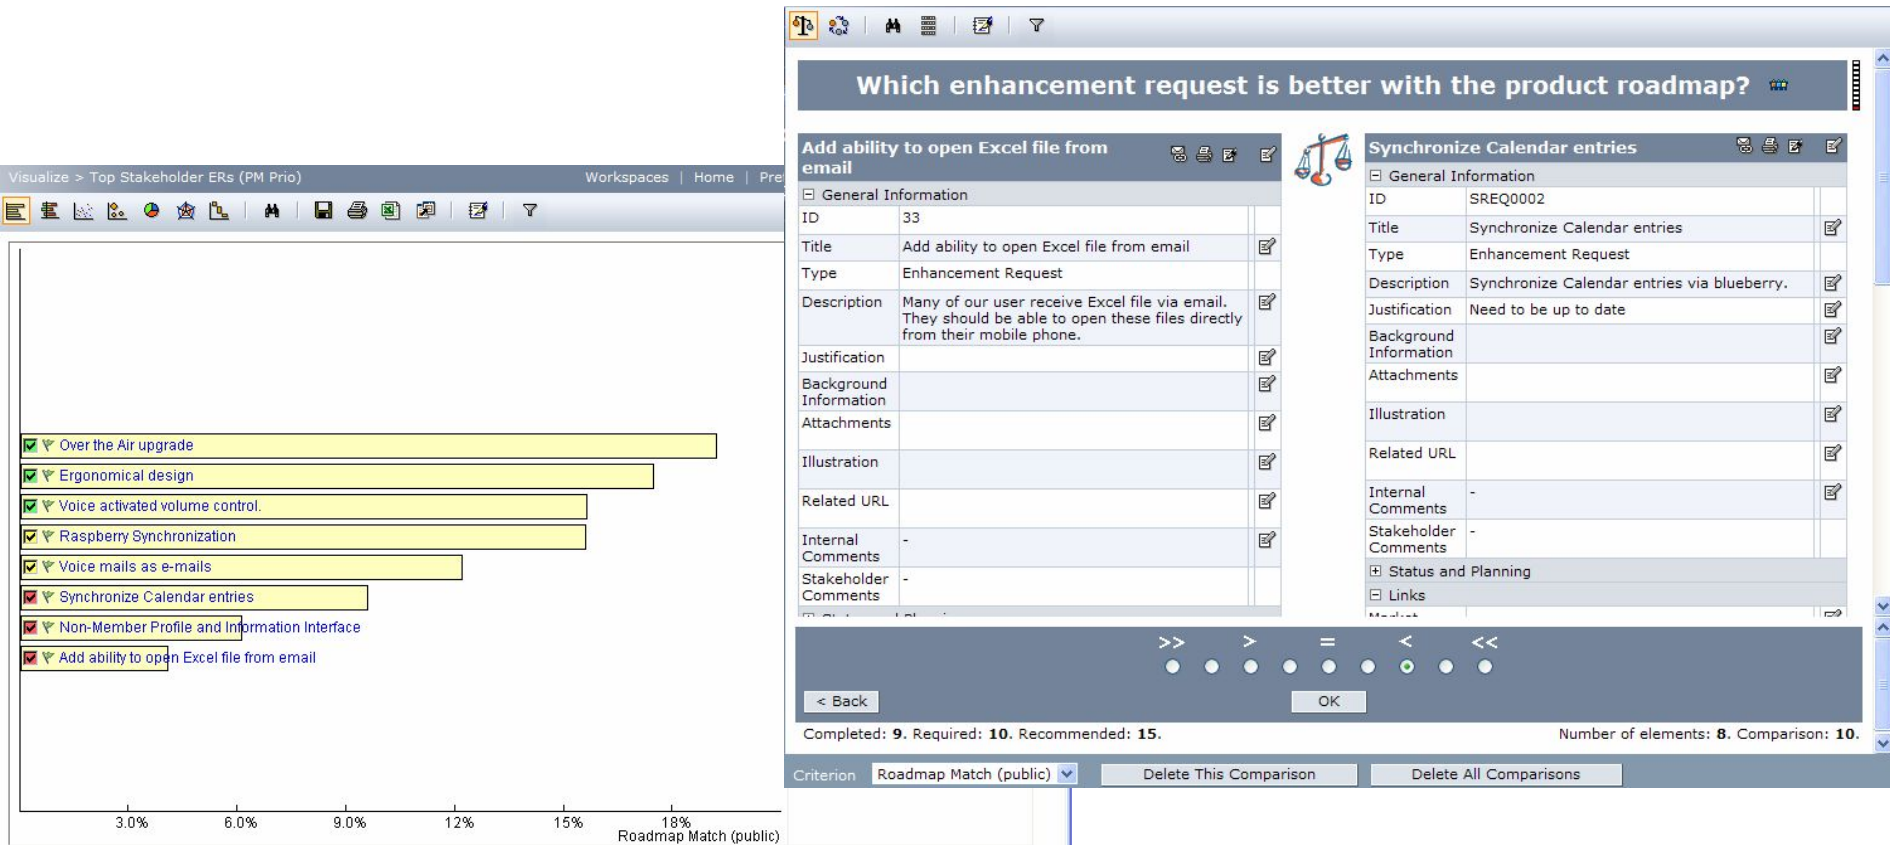 Visualize > Top Stakeholder ERs (PM Prio)
Workspaces | Home |
Over the Air upgrade
Ergonomical design
Voice activated volume control.
Raspberry Synchronization
Voice mails as e-mails
Synchronize Calendar entries
Non-Member Profile and Information Interface
Add ability to open Excel file from email
3.0% 6.0% 9.0% 12% 15% 18%
Roadmap Match (public)
Which enhancement request is better with the product roadmap?
Add ability to open Excel file from
email
General Information
ID 33
Title Add ability to open Excel file from email
Type Enhancement Request
Description Many of our user receive Excel file via email.
They should be able to open these files directly
from their mobile phone.
Justification
Background
Information
Attachments
Illustration
Related URL
Internal -
Comments
Stakeholder -
Comments
Synchronize Calendar entries
General Information
ID SREQ0002
Title Synchronize Calendar entries
Type Enhancement Request
Description Synchronize Calendar entries via blueberry.
Justification Need to be up to date
Background
Information
Attachments
Illustration
Related URL
Internal -
Comments
Stakeholder -
Comments
Status and Planning
Links
>> > = < <<
< Back OK
Completed: 9. Required: 10. Recommended: 15. Number of elements: 8. Comparison: 10.
Criterion Roadmap Match (public) Delete This Comparison Delete All Comparisons